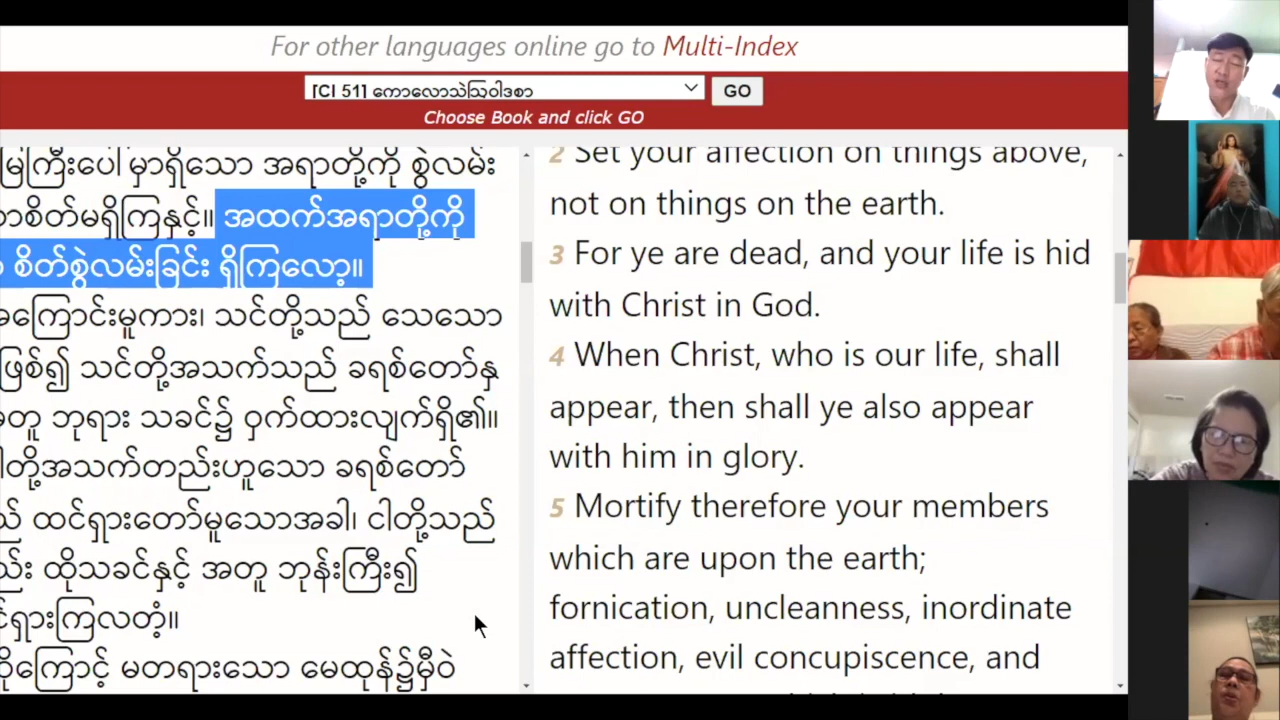 For other languages online go to Multi-Index
[CI 51] ကောလောသဲဩဝါဒစာ GO
Choose Book and click GO
မြေကြီးပေါ်မှာရှိသော အရာတို့ကို စွဲလမ်း
စိတ်မရှိကြနှင့်။ အထက်အရာတို့ကို
စိတ်စွဲလမ်းခြင်း ရှိကြလော့။
အကြောင်းမူကား၊ သင်တို့သည် သေသော
ဖြစ်၍ သင်တို့အသက်သည် ခရစ်တော်နှ
အတူ ဘုရား သခင်၌ ဝှက်ထားလျက်ရှိ၏။
ငါတို့အသက်တည်းဟူသော ခရစ်တော်
ထင်ရှားတော်မူသောအခါ၊ ငါတို့သည်
ထိုသခင်နှင့် အတူ ဘုန်းကြီး၍
ရှားကြလတံ့။
ထိုကြောင့် မတရားသော မေထုန်၌မှီဝဲ
2 Set your affection on things above,
not on things on the earth.
3 For ye are dead, and your life is hid
with Christ in God.
4 When Christ, who is our life, shall
appear, then shall ye also appear
with him in glory.
5 Mortify therefore your members
which are upon the earth;
fornication, uncleanness, inordinate
affection, evil concupiscence, and